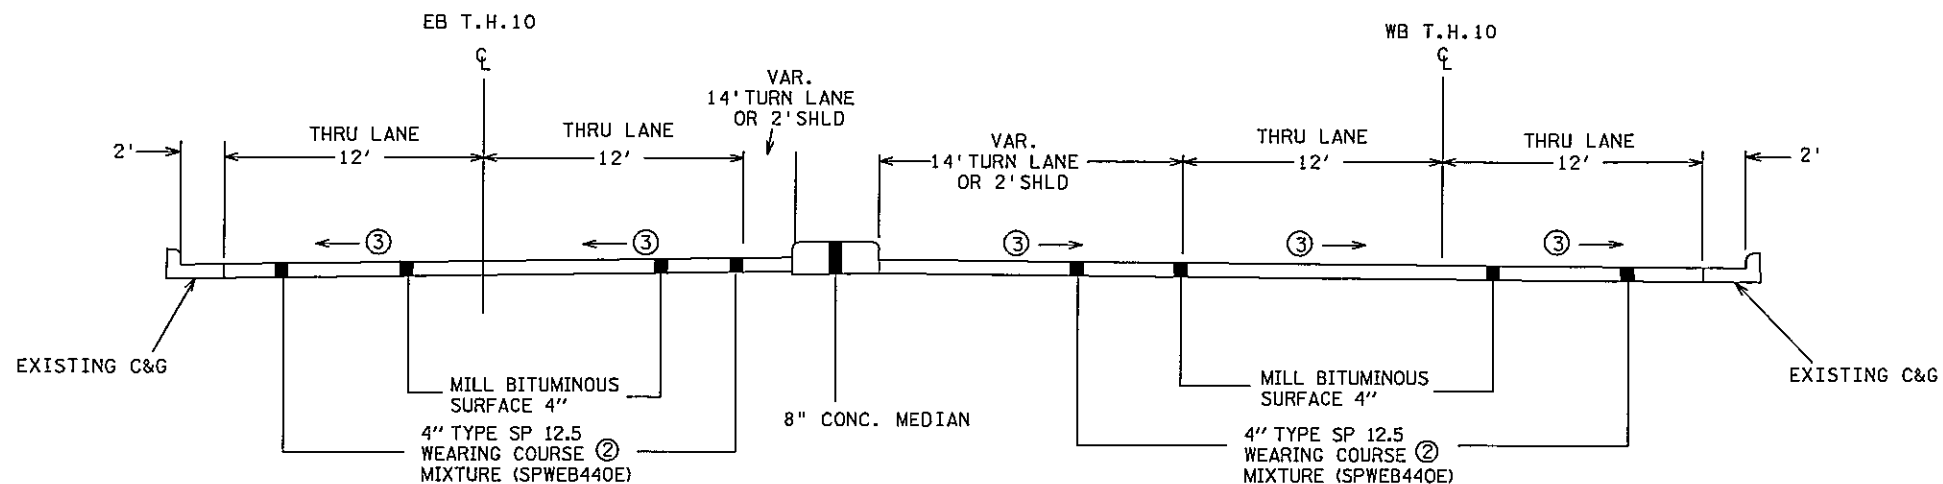 EB T.H.10
℄
WB T.H.10
℄
VAR.
14' TURN LANE
OR 2' SHLD
2'
THRU LANE
12'
THRU LANE
12'
VAR.
14' TURN LANE
OR 2' SHLD
THRU LANE
12'
THRU LANE
12'
2'
③
③
③
③
③
EXISTING C&G
MILL BITUMINOUS
SURFACE 4"
4" TYPE SP 12.5
WEARING COURSE ②
MIXTURE (SPWEB440E)
8" CONC. MEDIAN
MILL BITUMINOUS
SURFACE 4"
4" TYPE SP 12.5
WEARING COURSE ②
MIXTURE (SPWEB440E)
EXISTING C&G